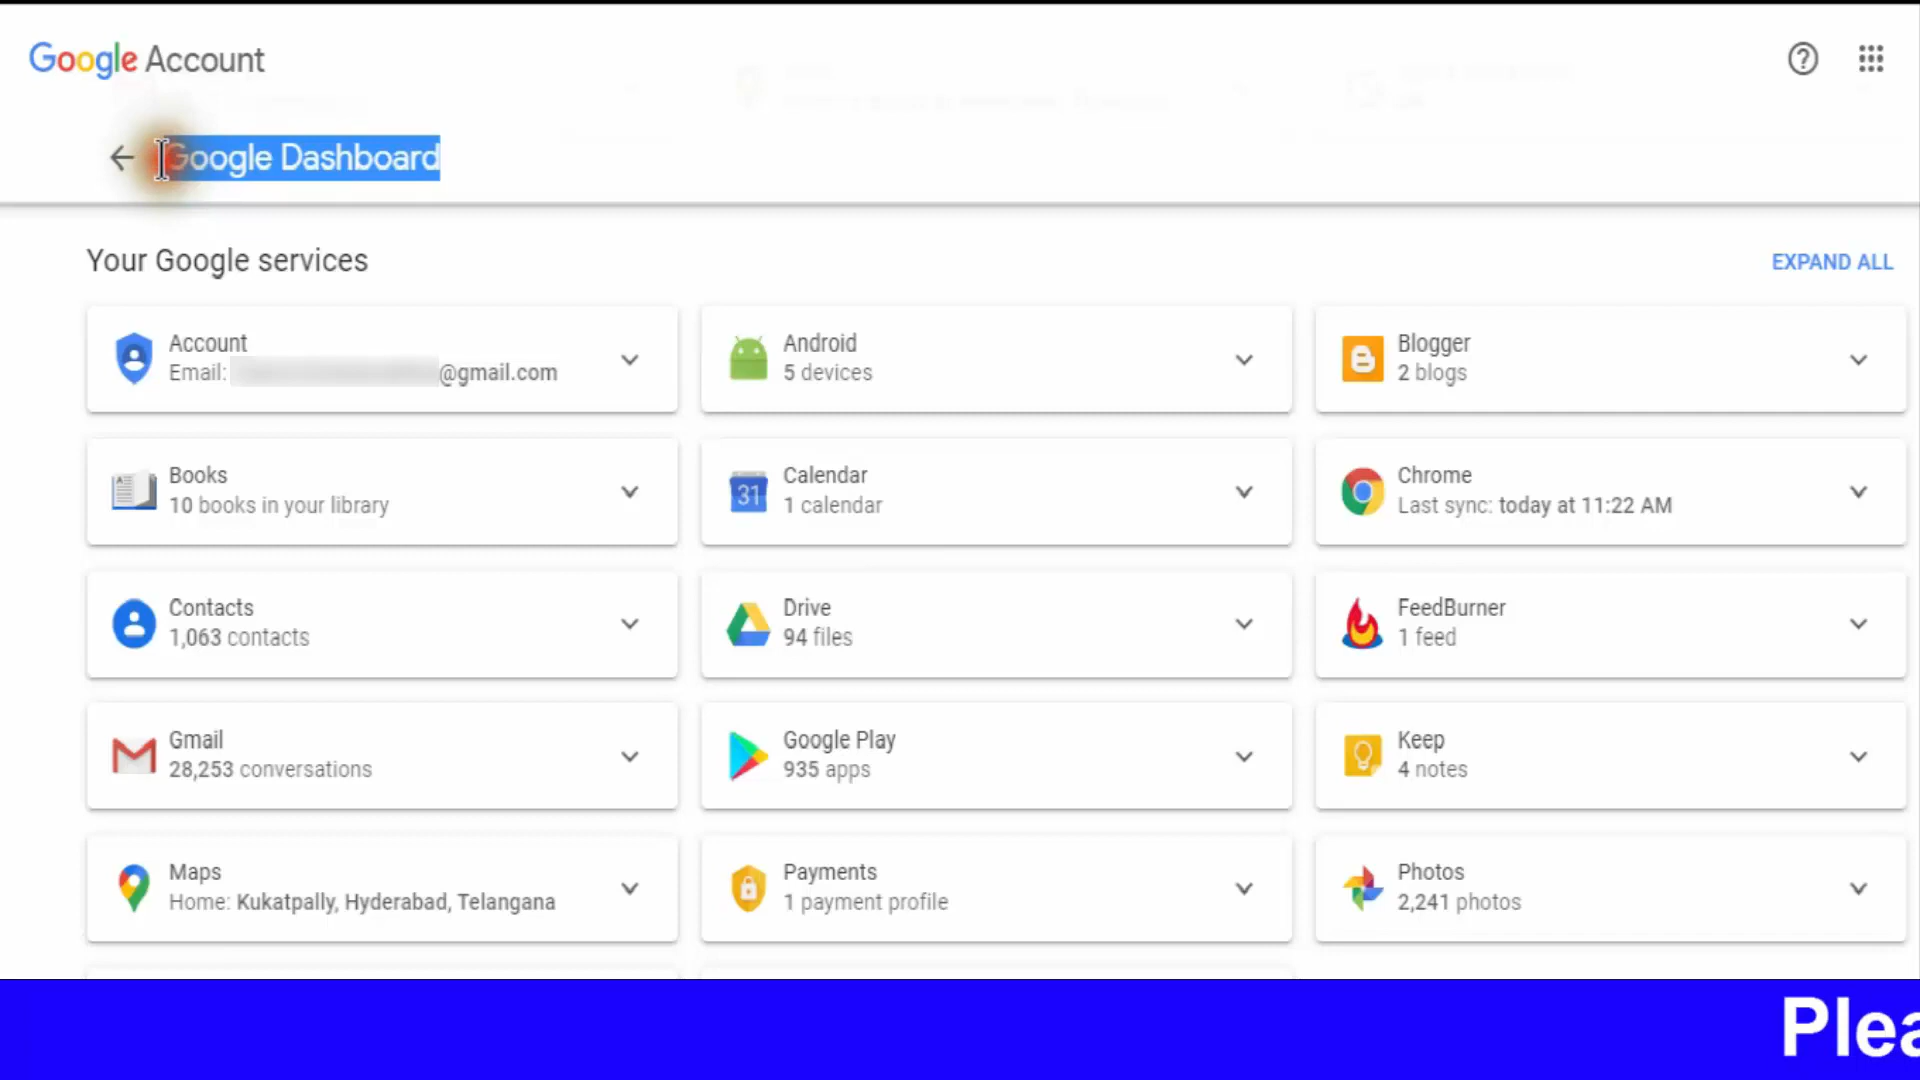 Google Account
Google Dashboard
Your Google services
EXPAND ALL
Account
Email: @gmail.com
Android
5 devices
Blogger
2 blogs
Books
10 books in your library
Calendar
31
1 calendar
Chrome
Last sync: today at 11:22 AM
Contacts
1,063 contacts
Drive
94 files
FeedBurner
1 feed
Gmail
28,253 conversations
Google Play
935 apps
Keep
4 notes
Maps
Home: Kukatpally, Hyderabad, Telangana
Payments
1 payment profile
Photos
2,241 photos